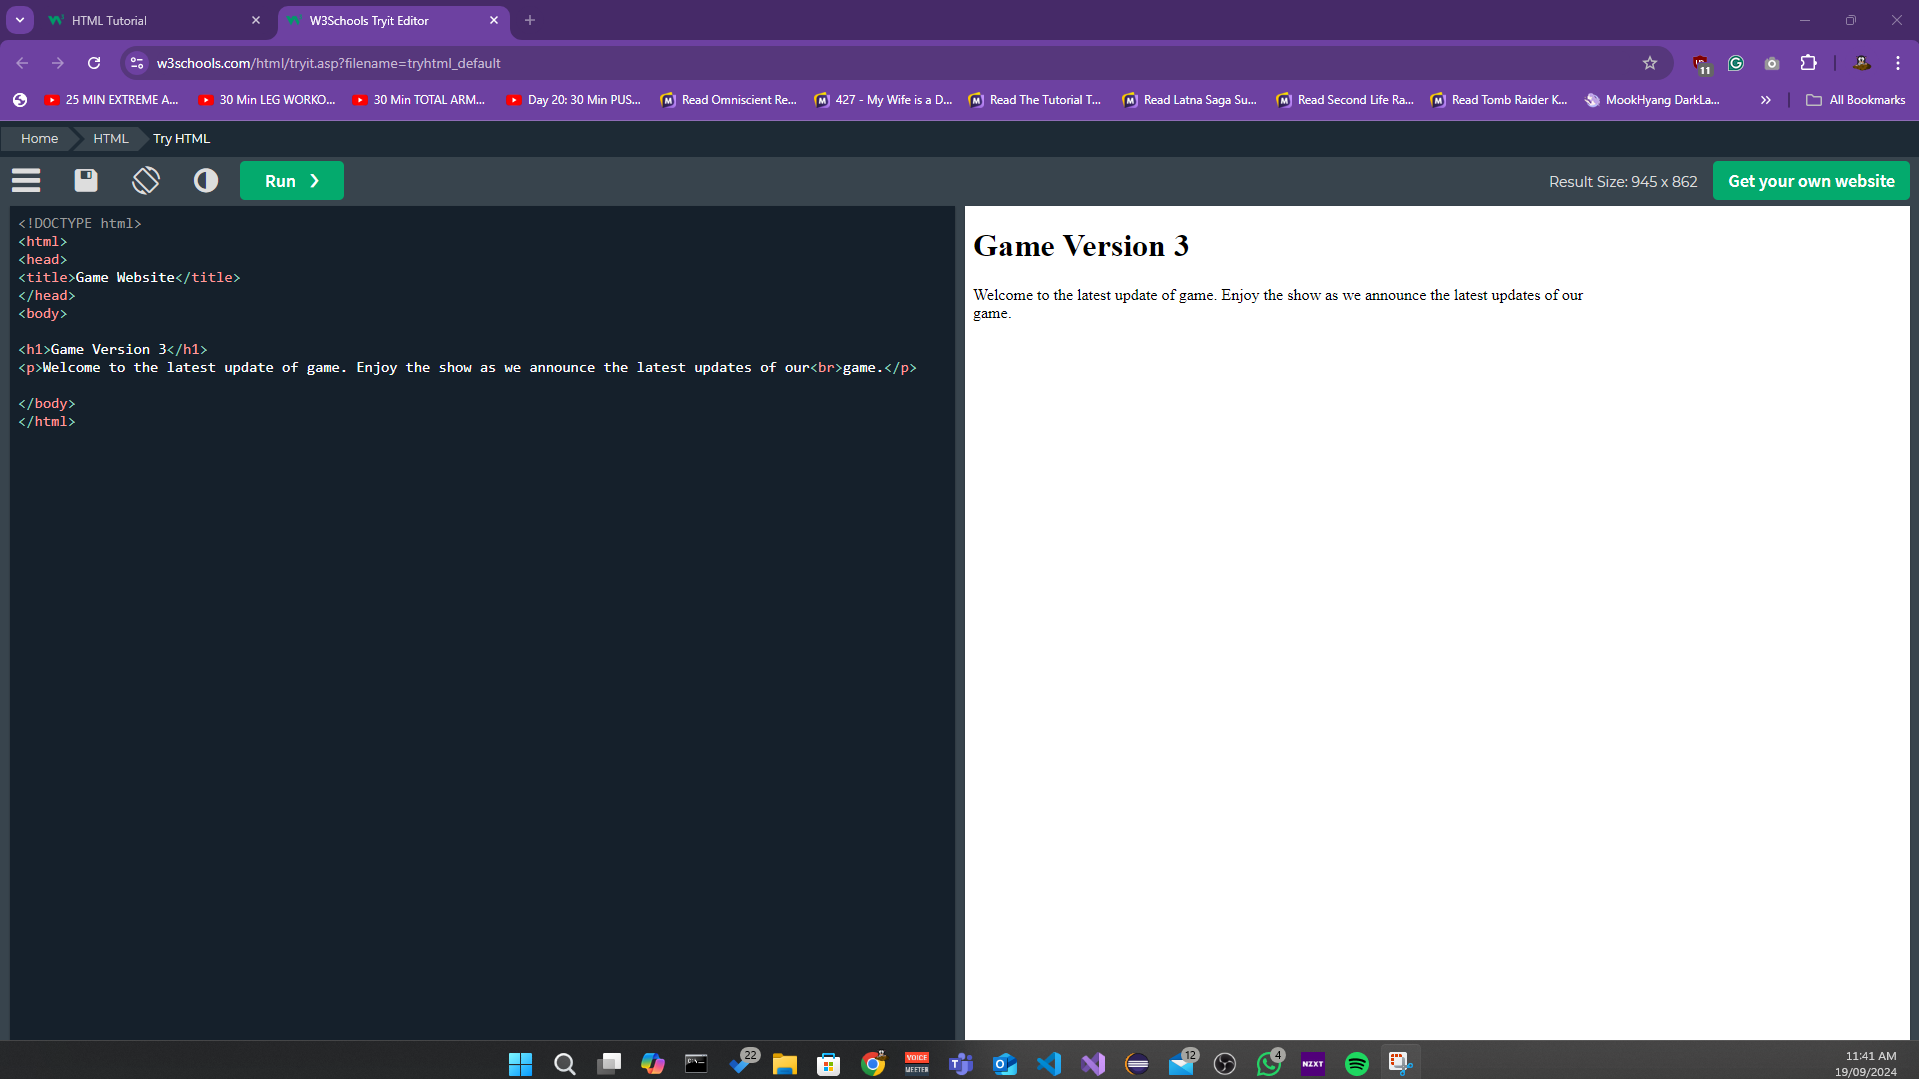 HTML Tutorial
W3Schools Tryit Editor
w3schools.com/html/tryit.asp?filename=tryhtml_default
11
25 MIN EXTREME A...
30 Min LEG WORKO...
30 Min TOTAL ARM...
Day 20: 30 Min PUS...
Read Omniscient Re...
427 - My Wife is a D...
Read The Tutorial T...
Read Latna Saga Su...
Read Second Life Ra...
Read Tomb Raider K...
MookHyang DarkLa...
All Bookmarks
Home
HTML
Try HTML
Run ❯
Result Size: 945 x 862
Get your own website
<!DOCTYPE html>
<html>
<head>
<title>Game Website</title>
</head>
<body>
<h1>Game Version 3</h1>
<p>Welcome to the latest update of game. Enjoy the show as we announce the latest updates of our<br>game.</p>
</body>
</html>
Game Version 3
Welcome to the latest update of game. Enjoy the show as we announce the latest updates of our
game.
22
VOICE
MEETER
12
4
NZXT
11:41 AM
19/09/2024